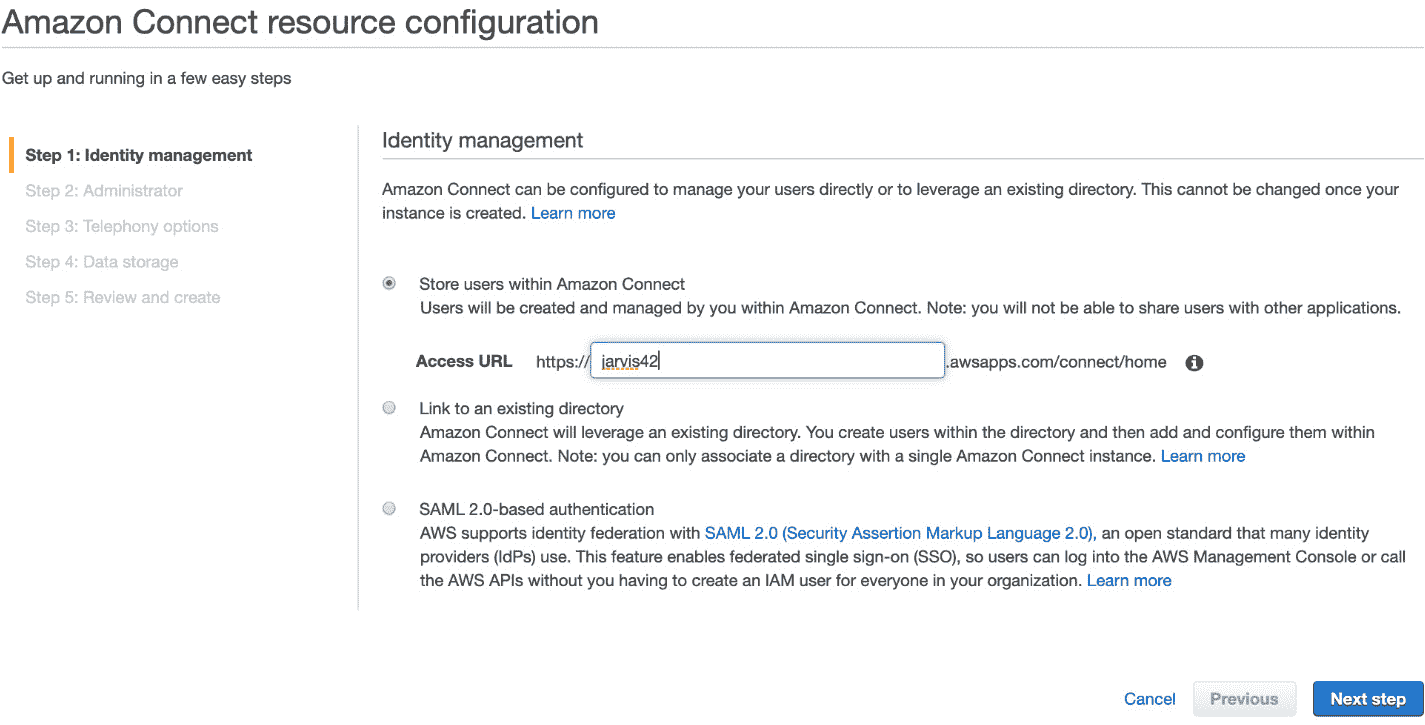 Amazon Connect resource configuration
Get up and running in a few easy steps
Step 1: Identity management
Step 2: Administrator
Step 3: Telephony options
Step 4: Data storage
Step 5: Review and create
Identity management
Amazon Connect can be configured to manage your users directly or to leverage an existing directory. This cannot be changed once your
instance is created. Learn more
Store users within Amazon Connect
Users will be created and managed by you within Amazon Connect. Note: you will not be able to share users with other applications.
Access URL https:// jarvis42 .awsapps.com/connect/home
Link to an existing directory
Amazon Connect will leverage an existing directory. You create users within the directory and then add and configure them within
Amazon Connect. Note: you can only associate a directory with a single Amazon Connect instance. Learn more
SAML 2.0-based authentication
AWS supports identity federation with SAML 2.0 (Security Assertion Markup Language 2.0), an open standard that many identity
providers (IdPs) use. This feature enables federated single sign-on (SSO), so users can log into the AWS Management Console or call
the AWS APIs without you having to create an IAM user for everyone in your organization. Learn more
Cancel Previous Next step